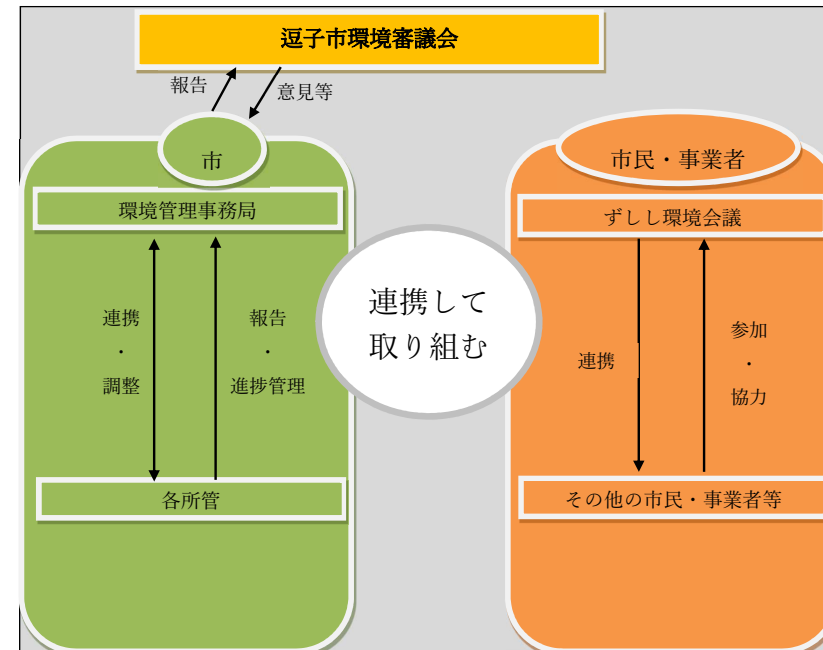 逗子市環境審議会
報告
意見等
市
環境管理事務局
連携
・
調整
報告
・
進捗管理
各所管
連携して
取り組む
市民・事業者
ずしし環境会議
連携
参加
・
協力
その他の市民・事業者等